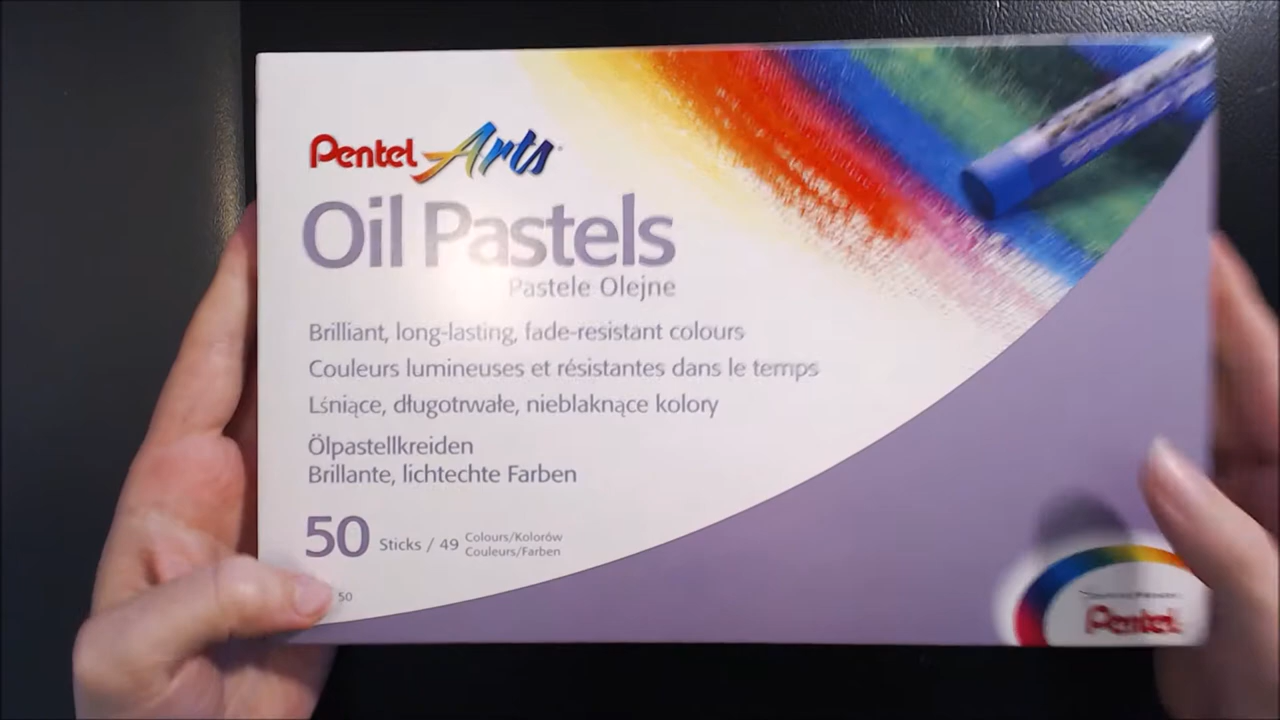 Pentel Arts
Oil Pastels
Pastele Olejne
Brilliant, long-lasting, fade-resistant colours
Couleurs lumineuses et résistantes dans le temps
Lśniące, długotrwałe, nieblaknące kolory
Ölpastellkreiden
Brillante, lichtechte Farben
50 Sticks / 49 Colours/Kolorów
Couleurs/Farben
50
Pentel